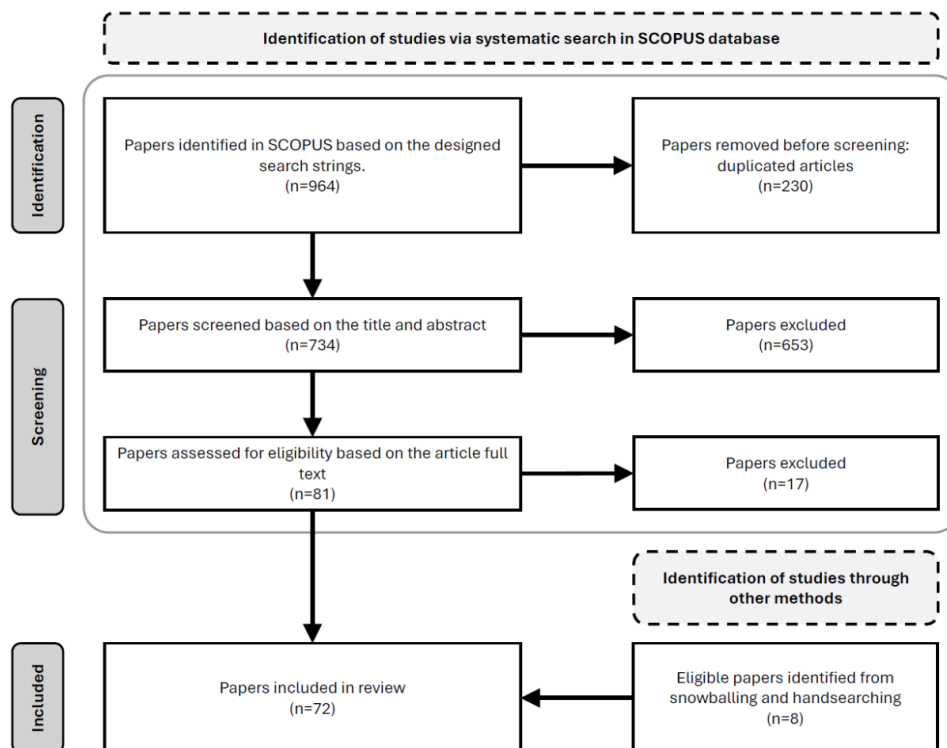 Identification of studies via systematic search in SCOPUS database
Identification
Papers identified in SCOPUS based on the designed
search strings.
(n=964)
Papers removed before screening:
duplicated articles
(n=230)
Screening
Papers screened based on the title and abstract
(n=734)
Papers excluded
(n=653)
Papers assessed for eligibility based on the article full
text
(n=81)
Papers excluded
(n=17)
Identification of studies through
other methods
Included
Papers included in review
(n=72)
Eligible papers identified from
snowballing and handsearching
(n=8)